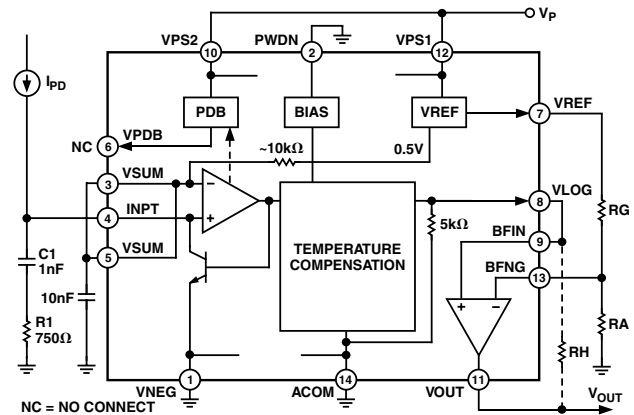 V_P
VPS2 PWDN VPS1
10 2 12
I_PD
PDB BIAS VREF 7 VREF
VPDB
NC 6
~10kΩ 0.5V
VSUM
3
INPT
4
VSUM
5
VLOG
8
5kΩ
RG
BFIN
9
BFNG
13
TEMPERATURE
COMPENSATION
C1
1nF
10nF
R1
750Ω
RA
RH
1 14 11
VNEG ACOM VOUT
V_OUT
NC = NO CONNECT
− + + −